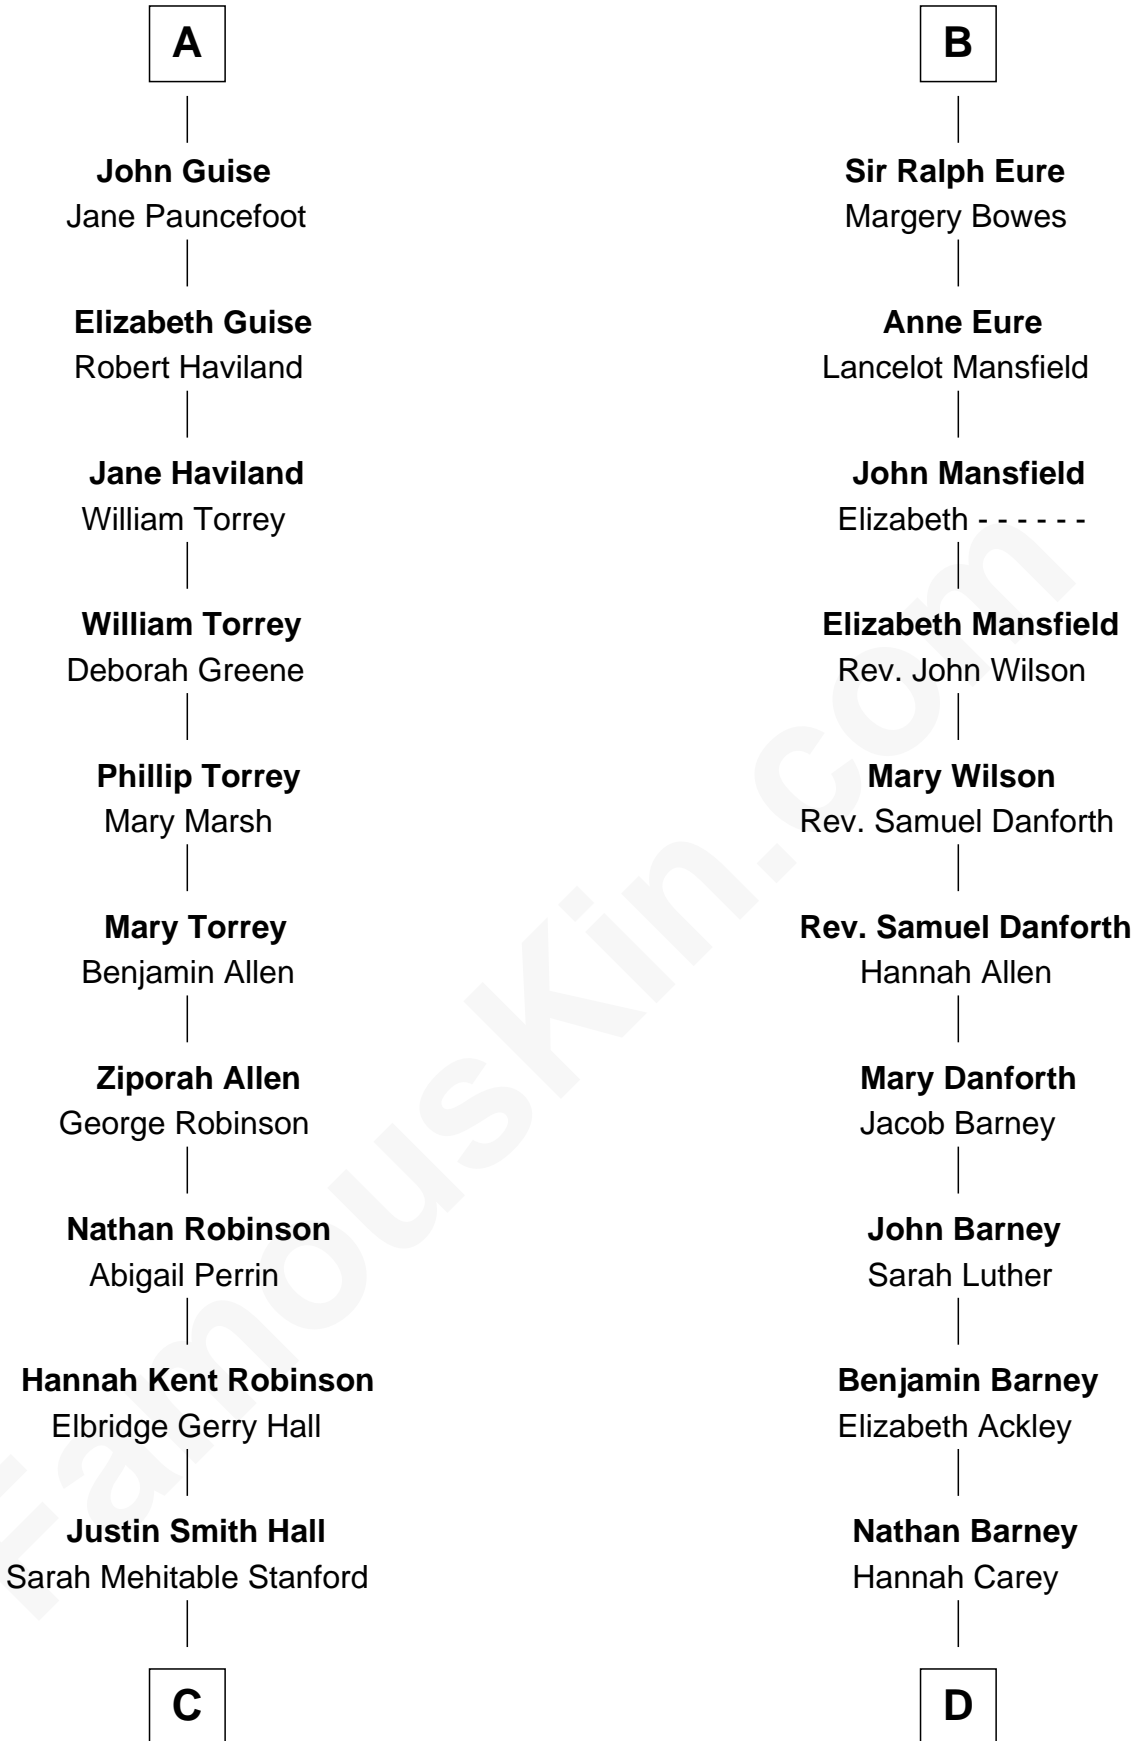 A
John Guise
Jane Pauncefoot
Elizabeth Guise
Robert Haviland
Jane Haviland
William Torrey
William Torrey
Deborah Greene
Phillip Torrey
Mary Marsh
Mary Torrey
Benjamin Allen
Ziporah Allen
George Robinson
Nathan Robinson
Abigail Perrin
Hannah Kent Robinson
Elbridge Gerry Hall
Justin Smith Hall
Sarah Mehitable Stanford
C
B
Sir Ralph Eure
Margery Bowes
Anne Eure
Lancelot Mansfield
John Mansfield
Elizabeth - - - - - -
Elizabeth Mansfield
Rev. John Wilson
Mary Wilson
Rev. Samuel Danforth
Rev. Samuel Danforth
Hannah Allen
Mary Danforth
Jacob Barney
John Barney
Sarah Luther
Benjamin Barney
Elizabeth Ackley
Nathan Barney
Hannah Carey
D
FamousKin.com